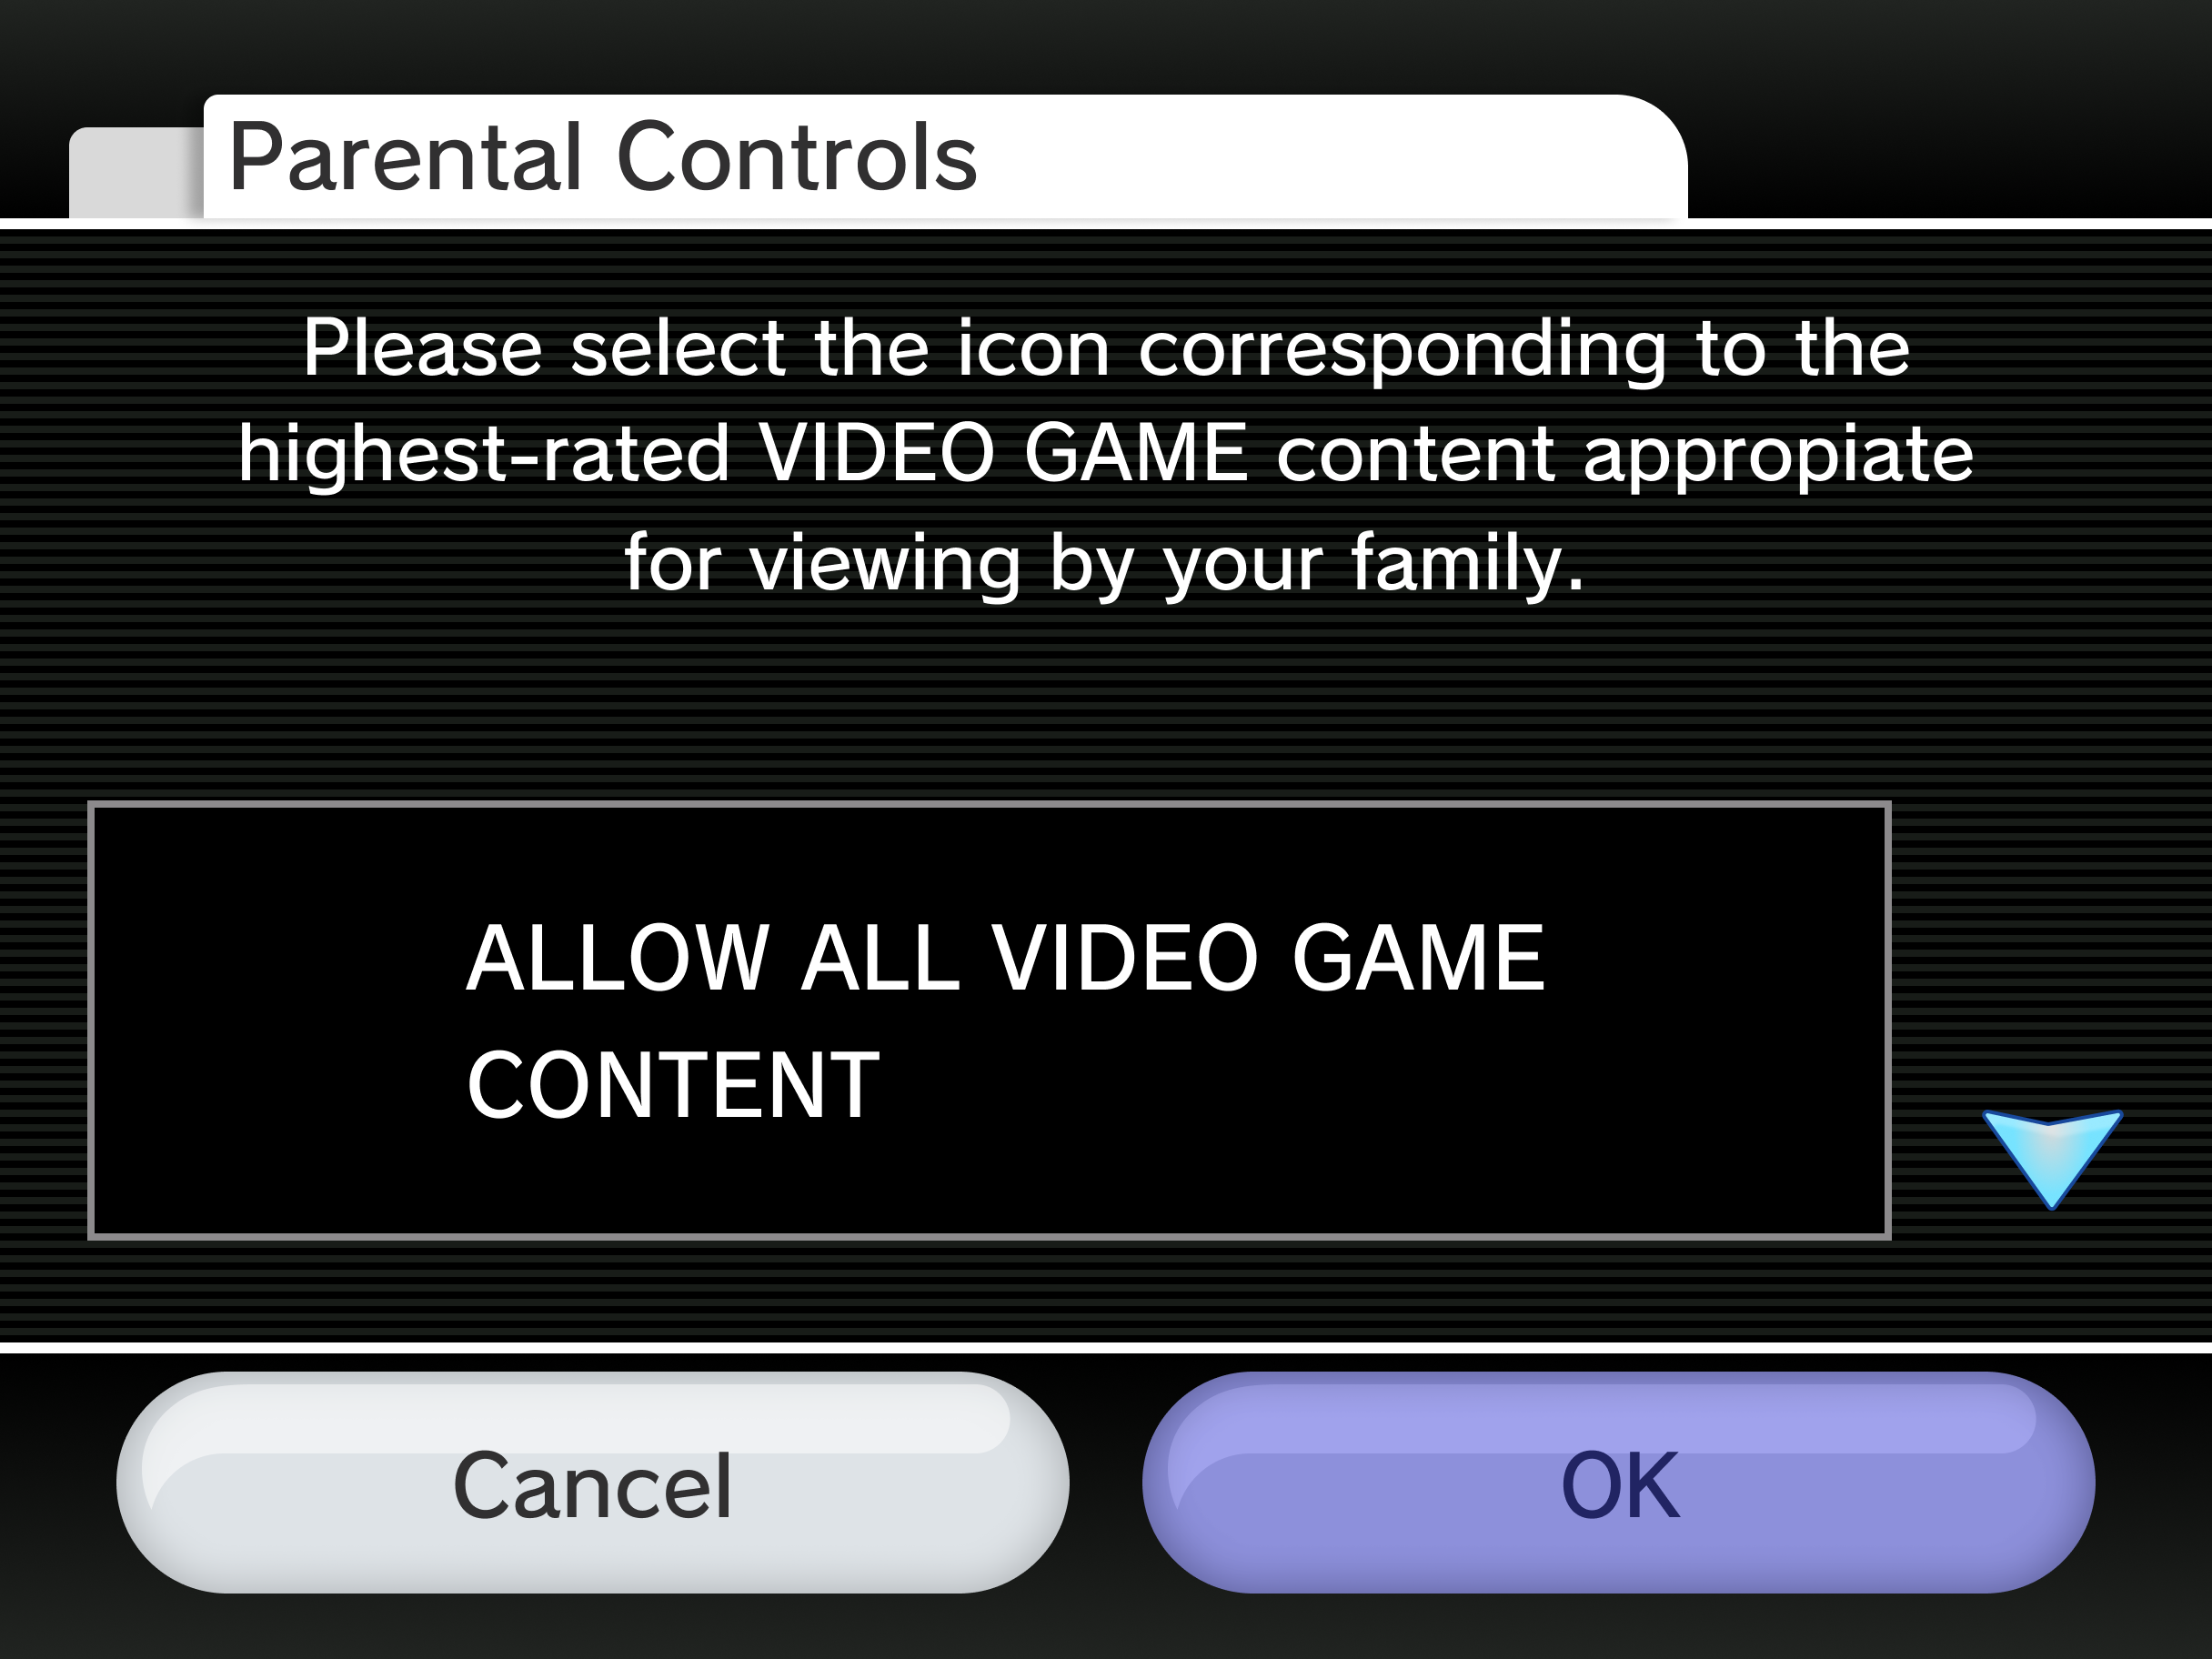 Parental Controls
Please select the icon corresponding to the
highest-rated VIDEO GAME content appropiate
for viewing by your family.
ALLOW ALL VIDEO GAME
CONTENT
Cancel
OK